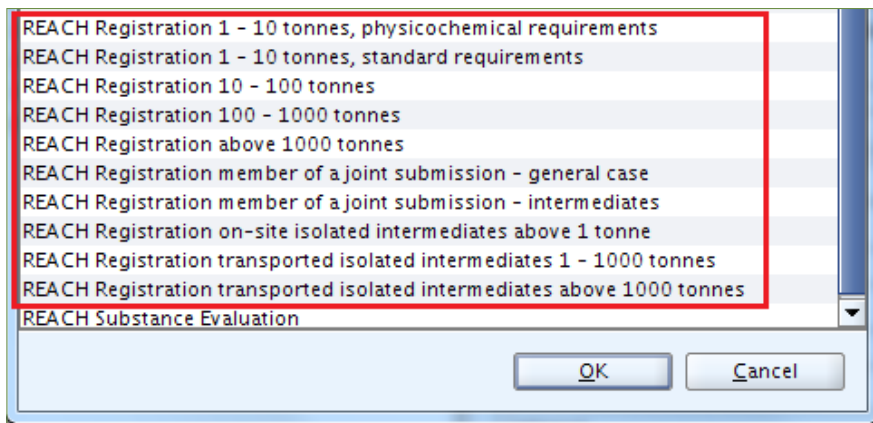 REACH Registration 1 - 10 tonnes, physicochemical requirements
REACH Registration 1 - 10 tonnes, standard requirements
REACH Registration 10 - 100 tonnes
REACH Registration 100 - 1000 tonnes
REACH Registration above 1000 tonnes
REACH Registration member of a joint submission - general case
REACH Registration member of a joint submission - intermediates
REACH Registration on-site isolated intermediates above 1 tonne
REACH Registration transported isolated intermediates 1 - 1000 tonnes
REACH Registration transported isolated intermediates above 1000 tonnes
REACH Substance Evaluation
OK Cancel